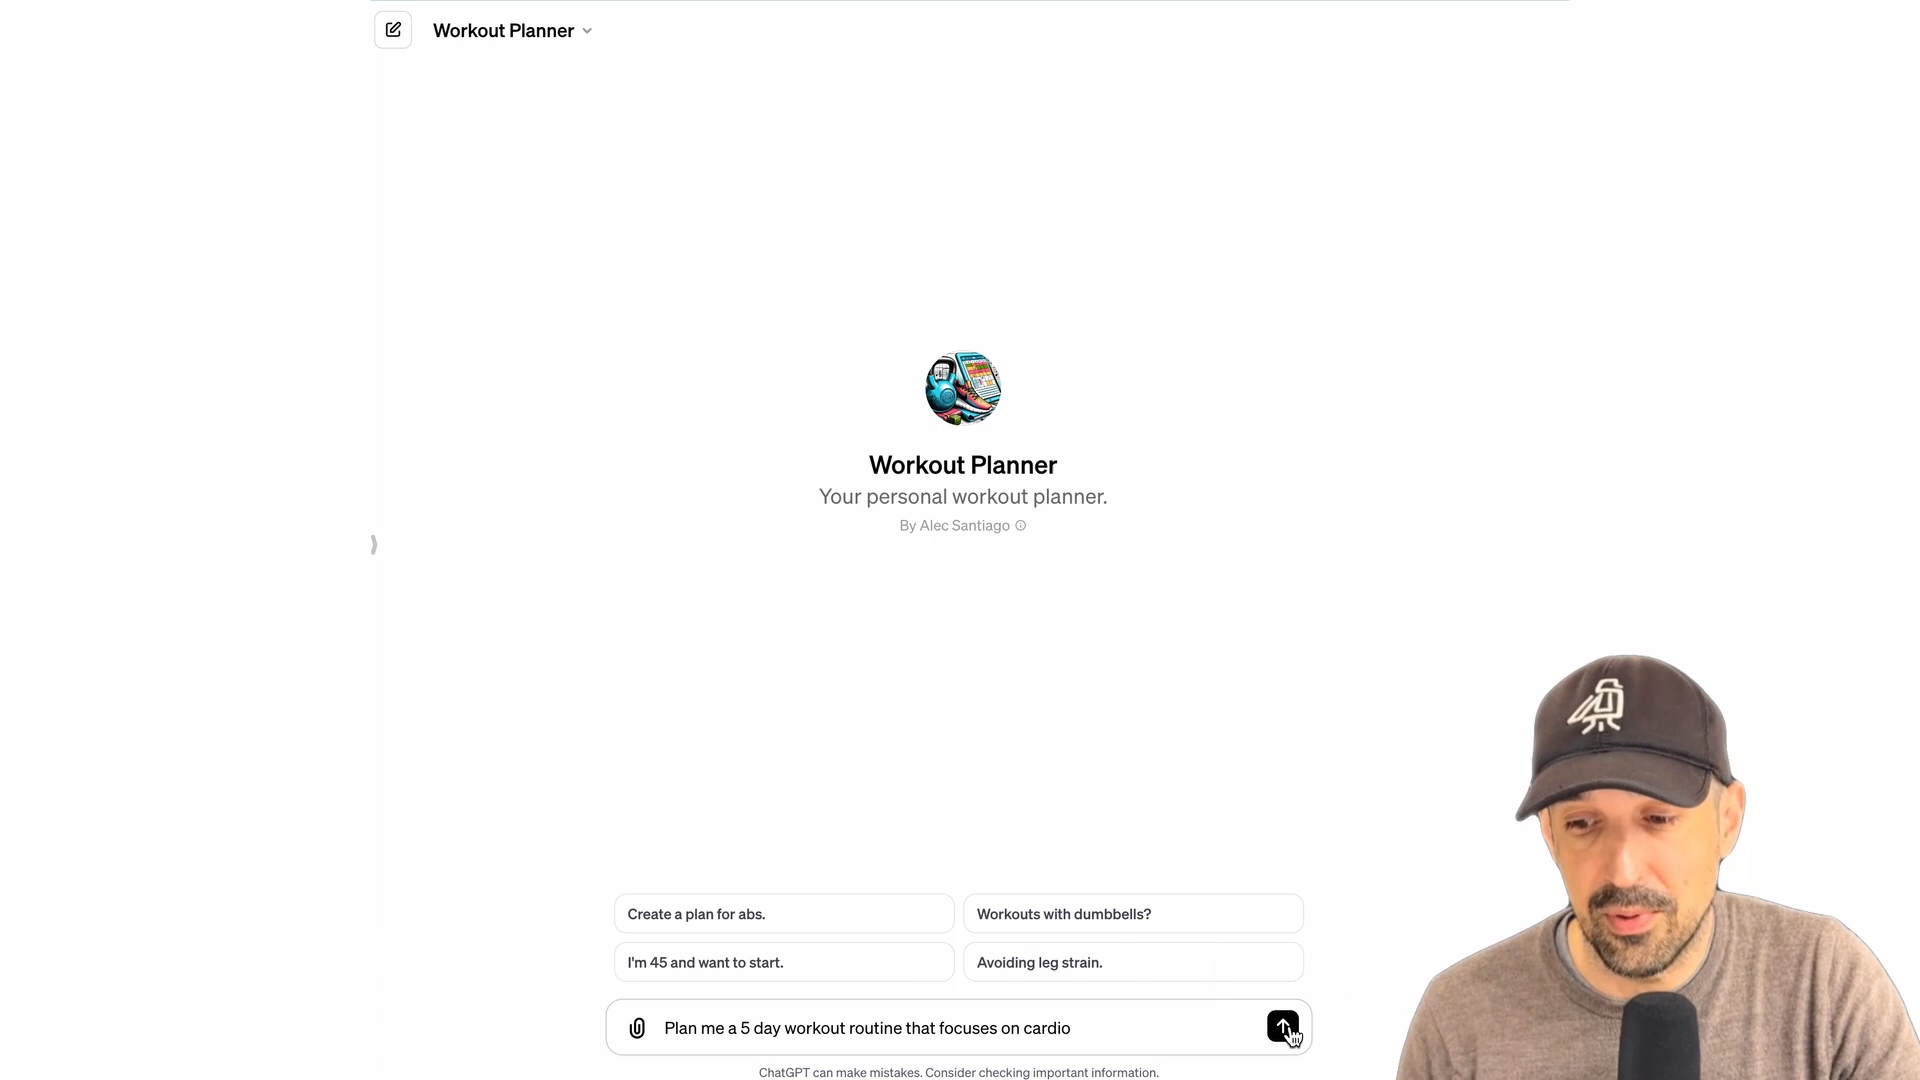 Workout Planner
Workout Planner
Your personal workout planner.
By Alec Santiago
Create a plan for abs.
Workouts with dumbbells?
I'm 45 and want to start.
Avoiding leg strain.
Plan me a 5 day workout routine that focuses on cardio
ChatGPT can make mistakes. Consider checking important information.